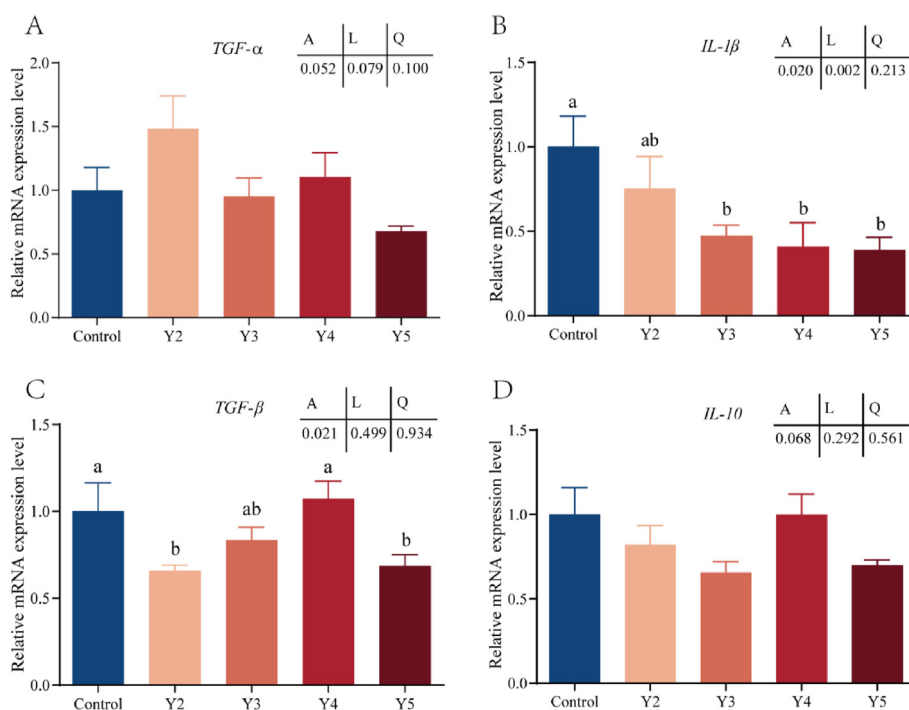 A
TGF-α
A L Q
0.052 0.079 0.100
Relative mRNA expression level
2.0
1.5
1.0
0.5
0.0
Control Y2 Y3 Y4 Y5
B
IL-1β
A L Q
0.020 0.002 0.213
Relative mRNA expression level
1.5
1.0
0.5
0.0
a
ab
b
b
b
Control Y2 Y3 Y4 Y5
C
TGF-β
A L Q
0.021 0.499 0.934
Relative mRNA expression level
1.5
1.0
0.5
0.0
a
b
ab
a
b
Control Y2 Y3 Y4 Y5
D
IL-10
A L Q
0.068 0.292 0.561
Relative mRNA expression level
1.5
1.0
0.5
0.0
Control Y2 Y3 Y4 Y5